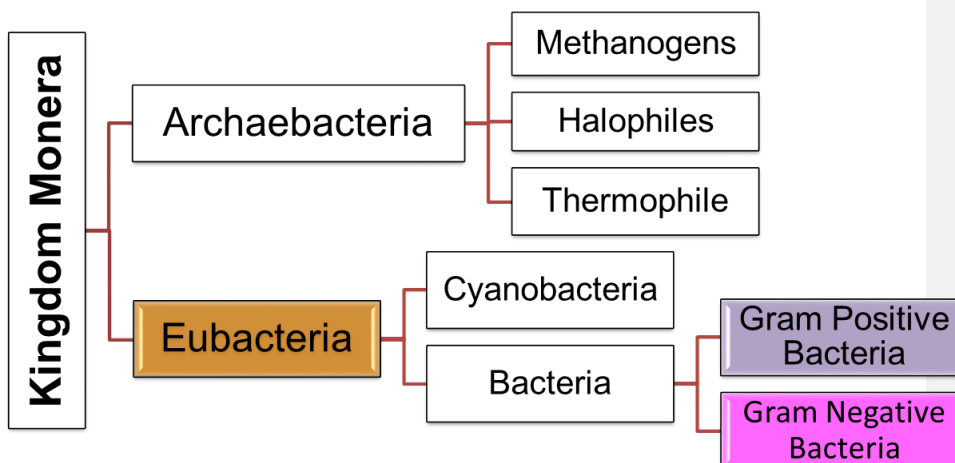 Kingdom Monera
Archaebacteria
Methanogens
Halophiles
Thermophile
Eubacteria
Cyanobacteria
Bacteria
Gram Positive
Bacteria
Gram Negative
Bacteria